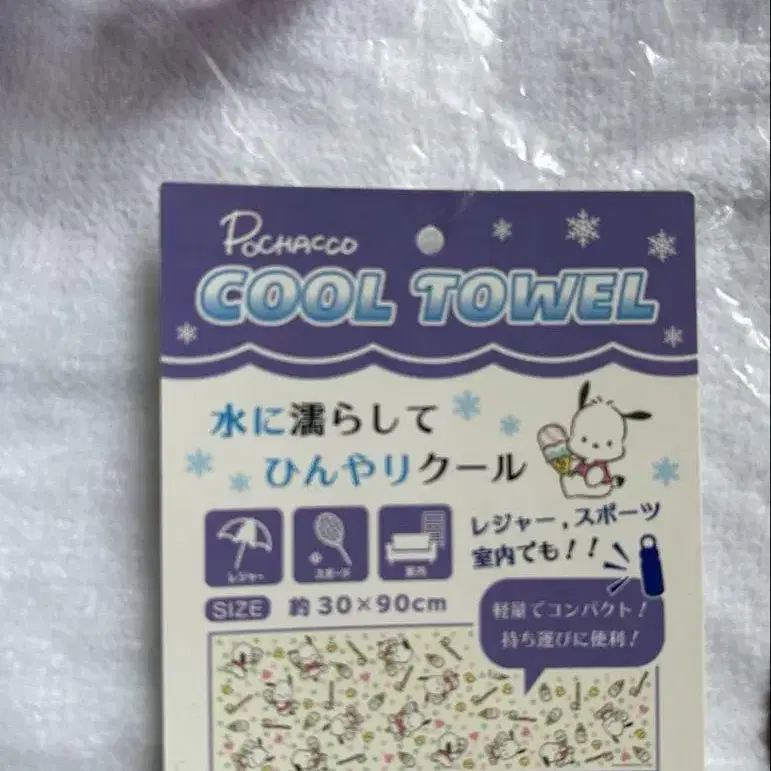 POCHACCO
COOL TOWEL
水に濡らして
ひんやりクール
レジャー,スポーツ
室内でも!!
レジャー
スポーツ
室内
SIZE 約30×90cm
軽量でコンパクト!
持ち運びに便利!